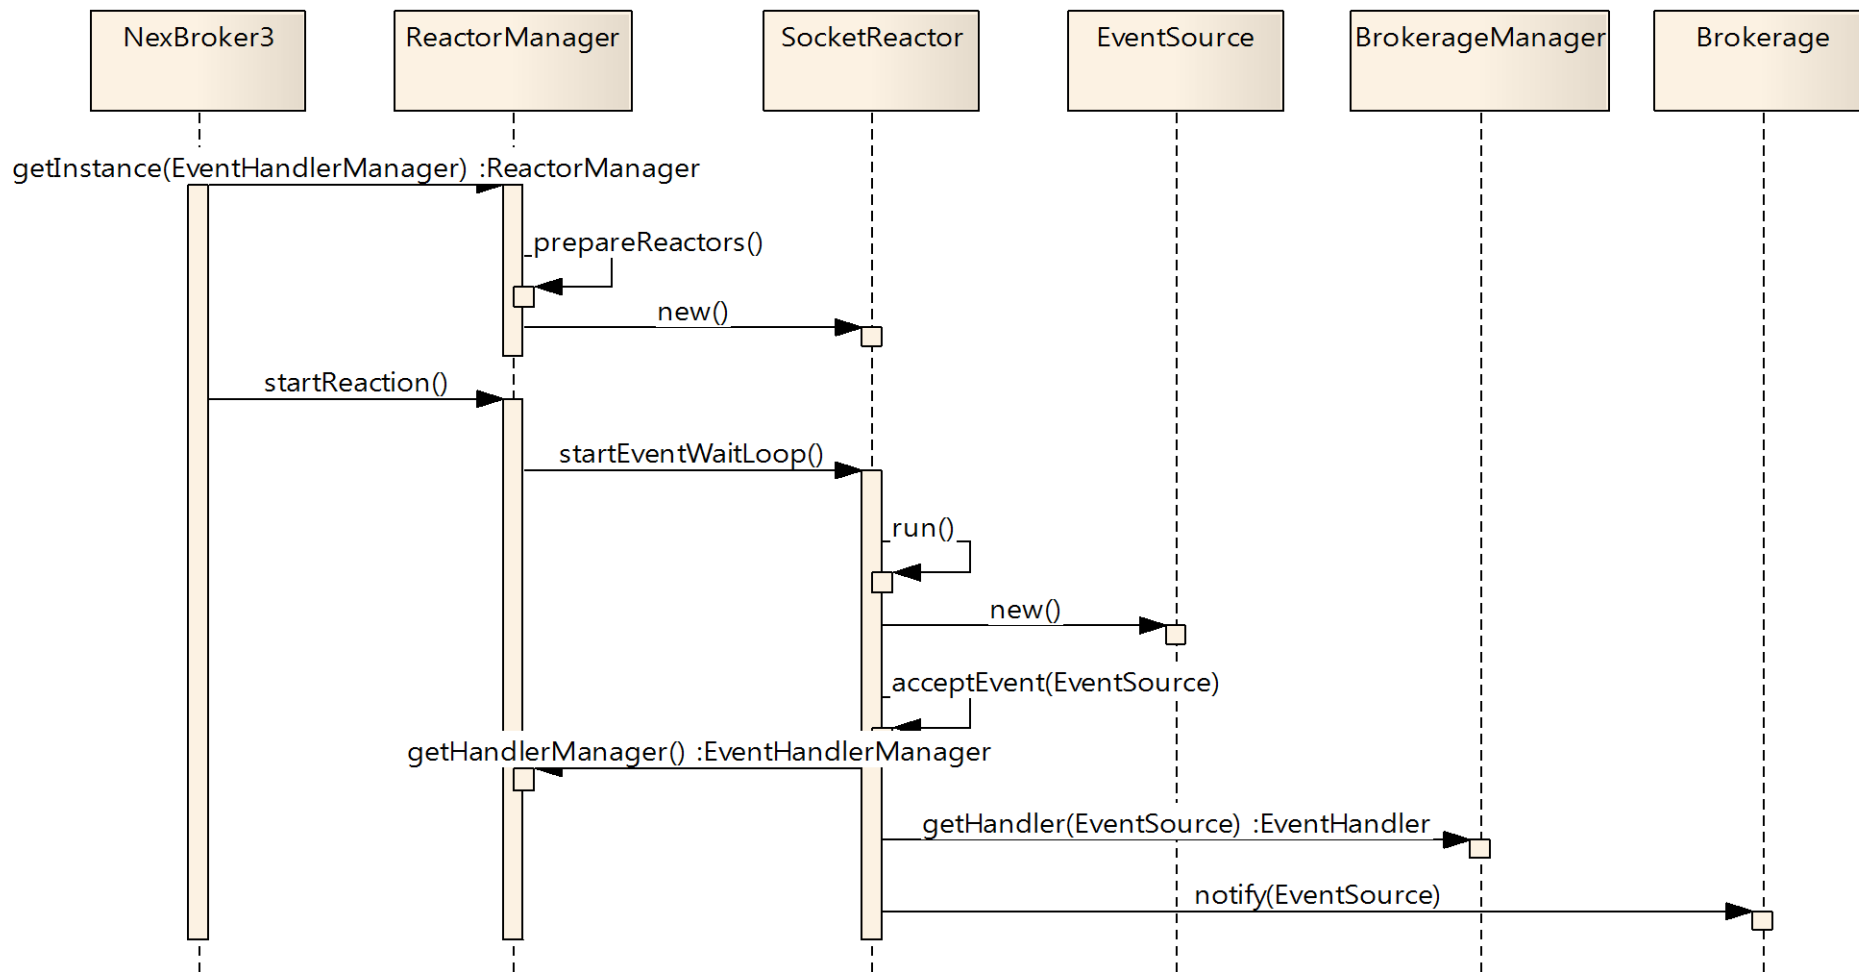 NexBroker3
ReactorManager
SocketReactor
EventSource
BrokerageManager
Brokerage
getInstance(EventHandlerManager) :ReactorManager
prepareReactors()
new()
startReaction()
startEventWaitLoop()
run()
new()
acceptEvent(EventSource)
getHandlerManager() :EventHandlerManager
getHandler(EventSource) :EventHandler
notify(EventSource)